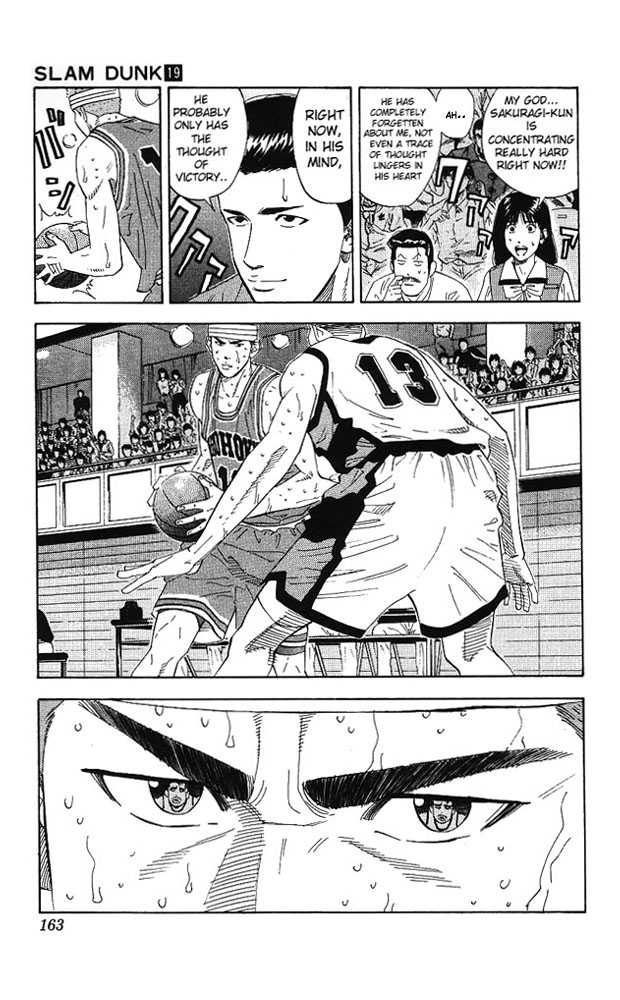 SLAM DUNK 19
MY GOD...
SAKURAGI-KUN
IS
CONCENTRATING
REALLY HARD
RIGHT NOW!!
AH..
HE HAS
COMPLETELY
FORGOTTEN
ABOUT ME, NOT
EVEN A TRACE
OF THOUGHT
LINGERS IN
HIS HEART
RIGHT
NOW, IN
HIS
MIND,
HE
PROBABLY
ONLY HAS
THE
THOUGHT
OF
VICTORY..
13
163